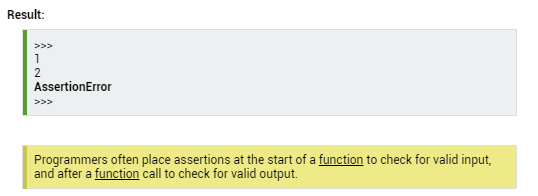 Result:
>>>
1
2
AssertionError
>>>
Programmers often place assertions at the start of a function to check for valid input,
and after a function call to check for valid output.